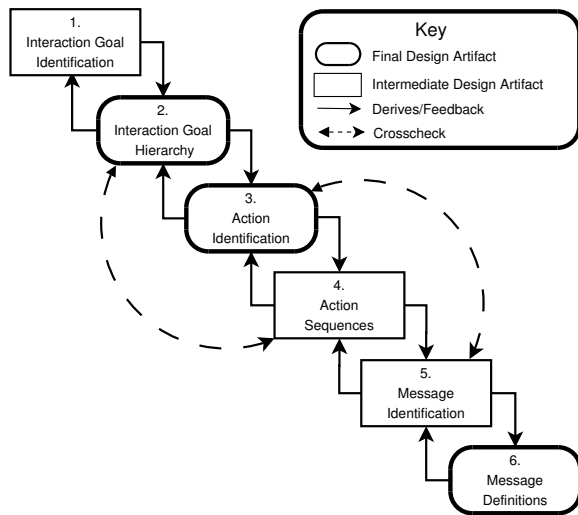 1.
Interaction Goal
Identification
Key
Final Design Artifact
Intermediate Design Artifact
Derives/Feedback
Crosscheck
2.
Interaction Goal
Hierarchy
3.
Action
Identification
4.
Action
Sequences
5.
Message
Identification
6.
Message
Definitions